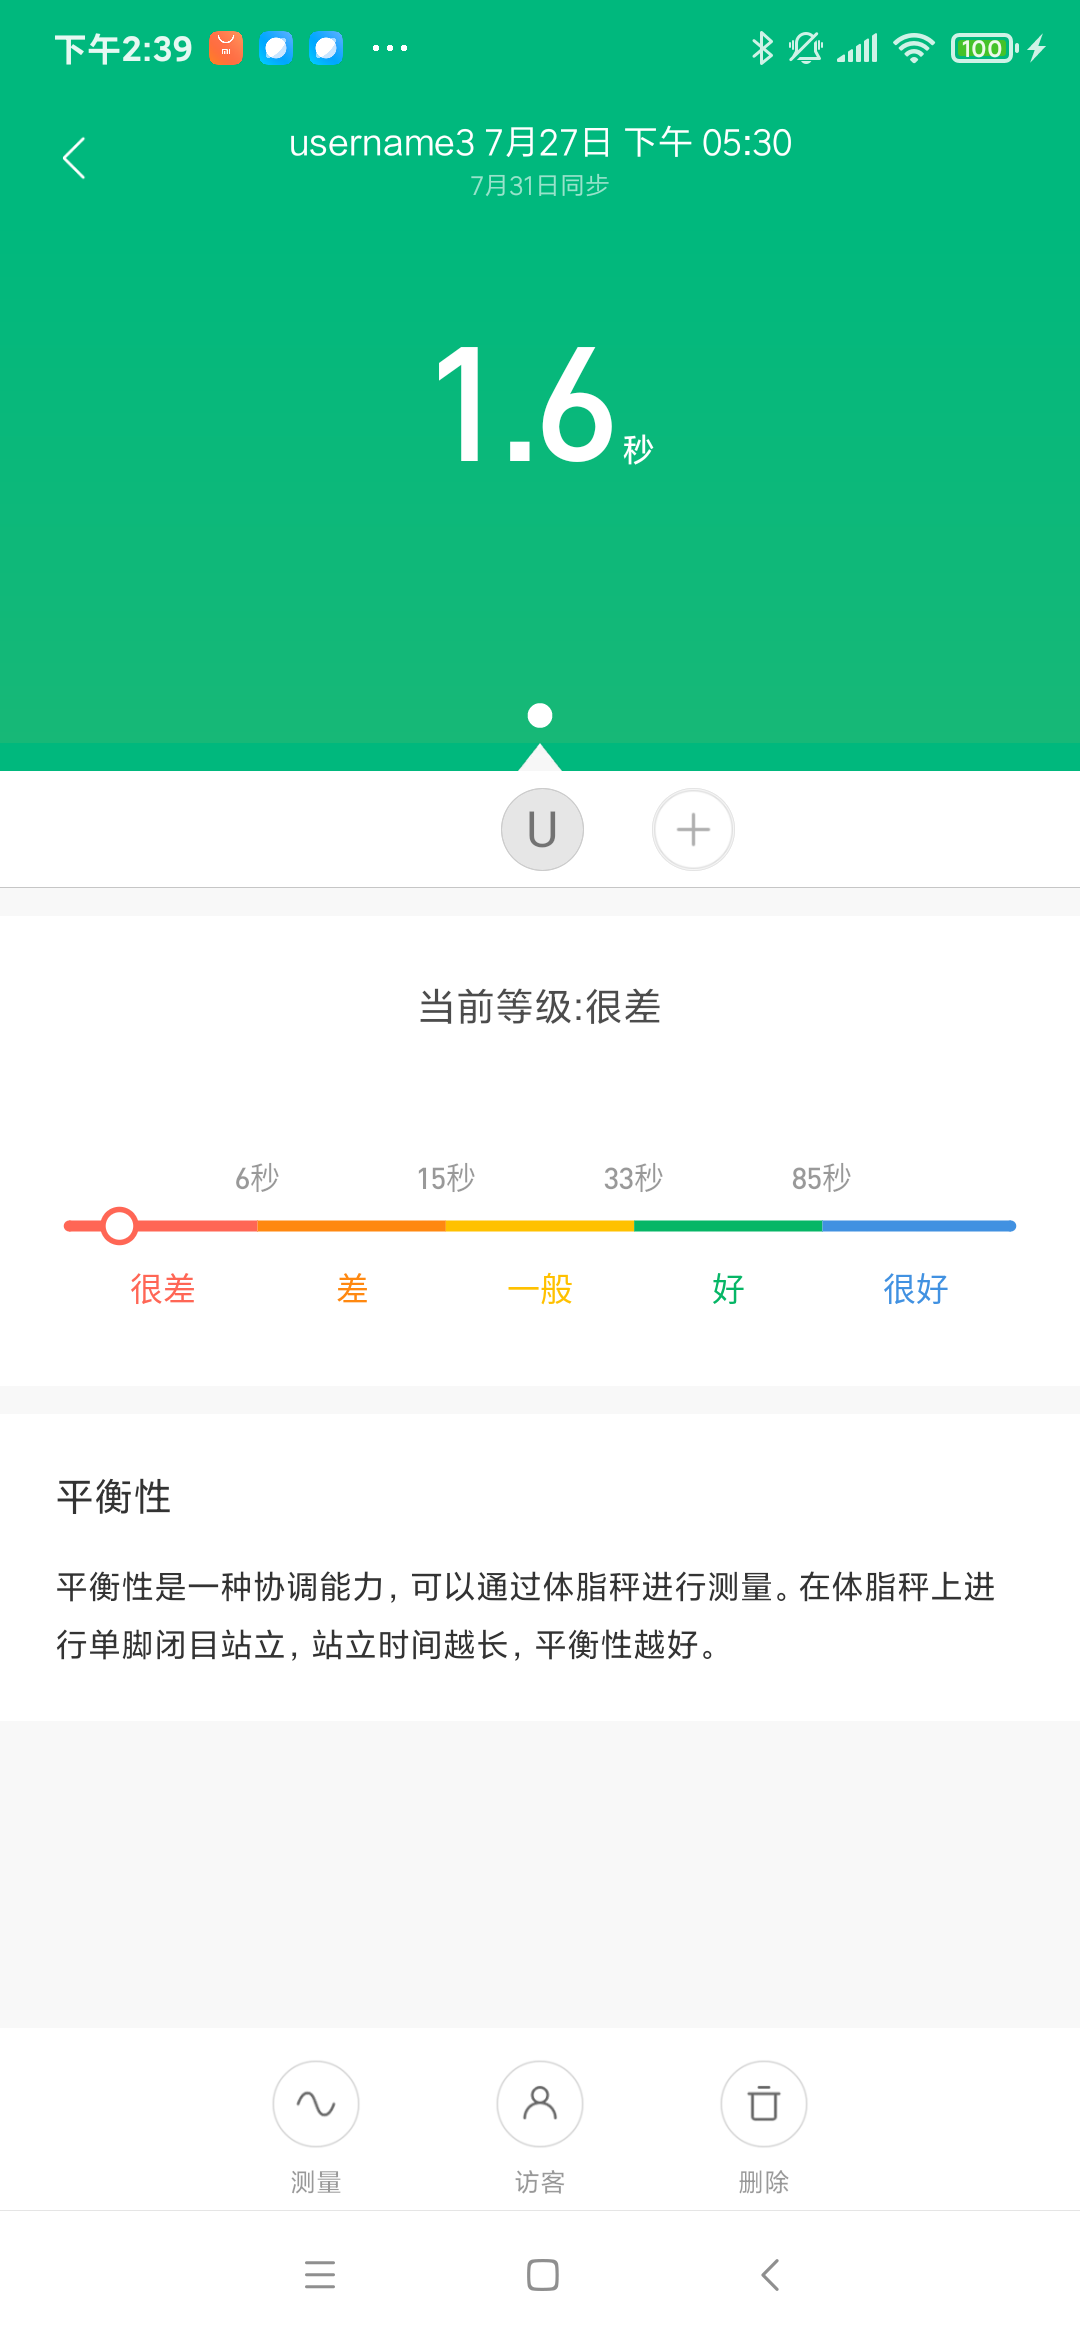 下午2:39
100
username3 7月27日 下午 05:30
7月31日同步
1.6秒
U
当前等级:很差
6秒 15秒 33秒 85秒
很差 差 一般 好 很好
平衡性
平衡性是一种协调能力，可以通过体脂秤进行测量。在体脂秤上进
行单脚闭目站立，站立时间越长，平衡性越好。
测量 访客 删除